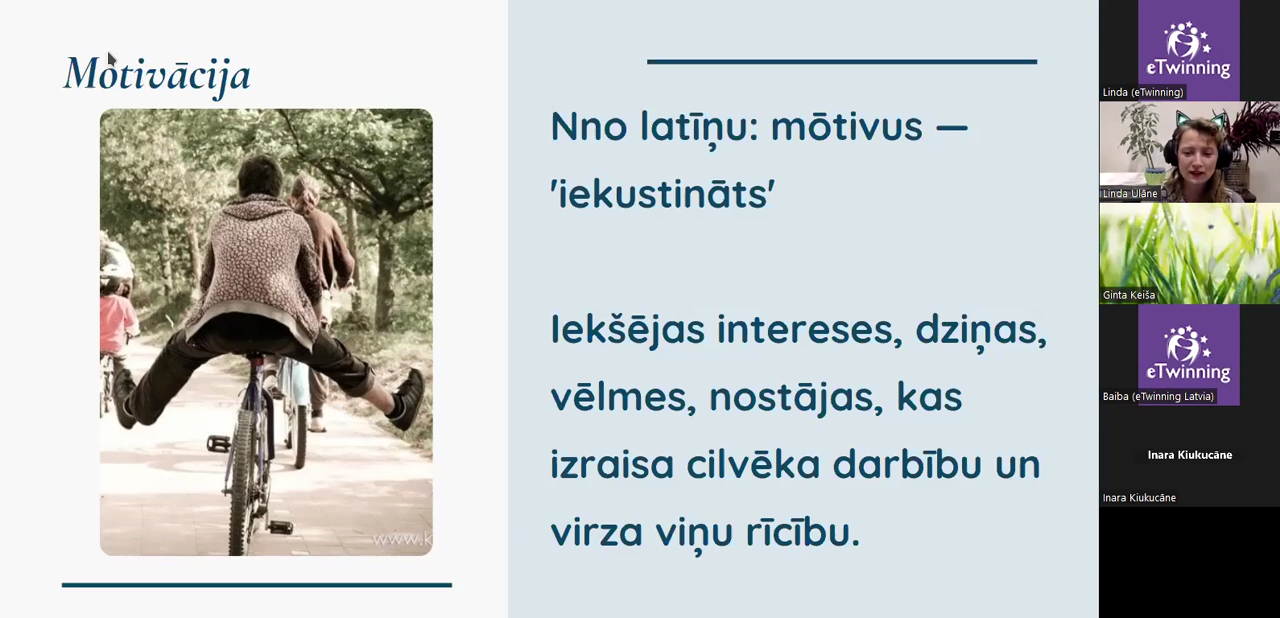 Motivācija
www.k
Nno latīņu: mōtivus —
'iekustināts'
Iekšējas intereses, dziņas,
vēlmes, nostājas, kas
izraisa cilvēka darbību un
virza viņu rīcību.
eTwinning
Linda (eTwinning)
Linda Ulāne
Ginta Keiša
eTwinning
Baiba (eTwinning Latvia)
Inara Kiukucāne
Inara Kiukucāne